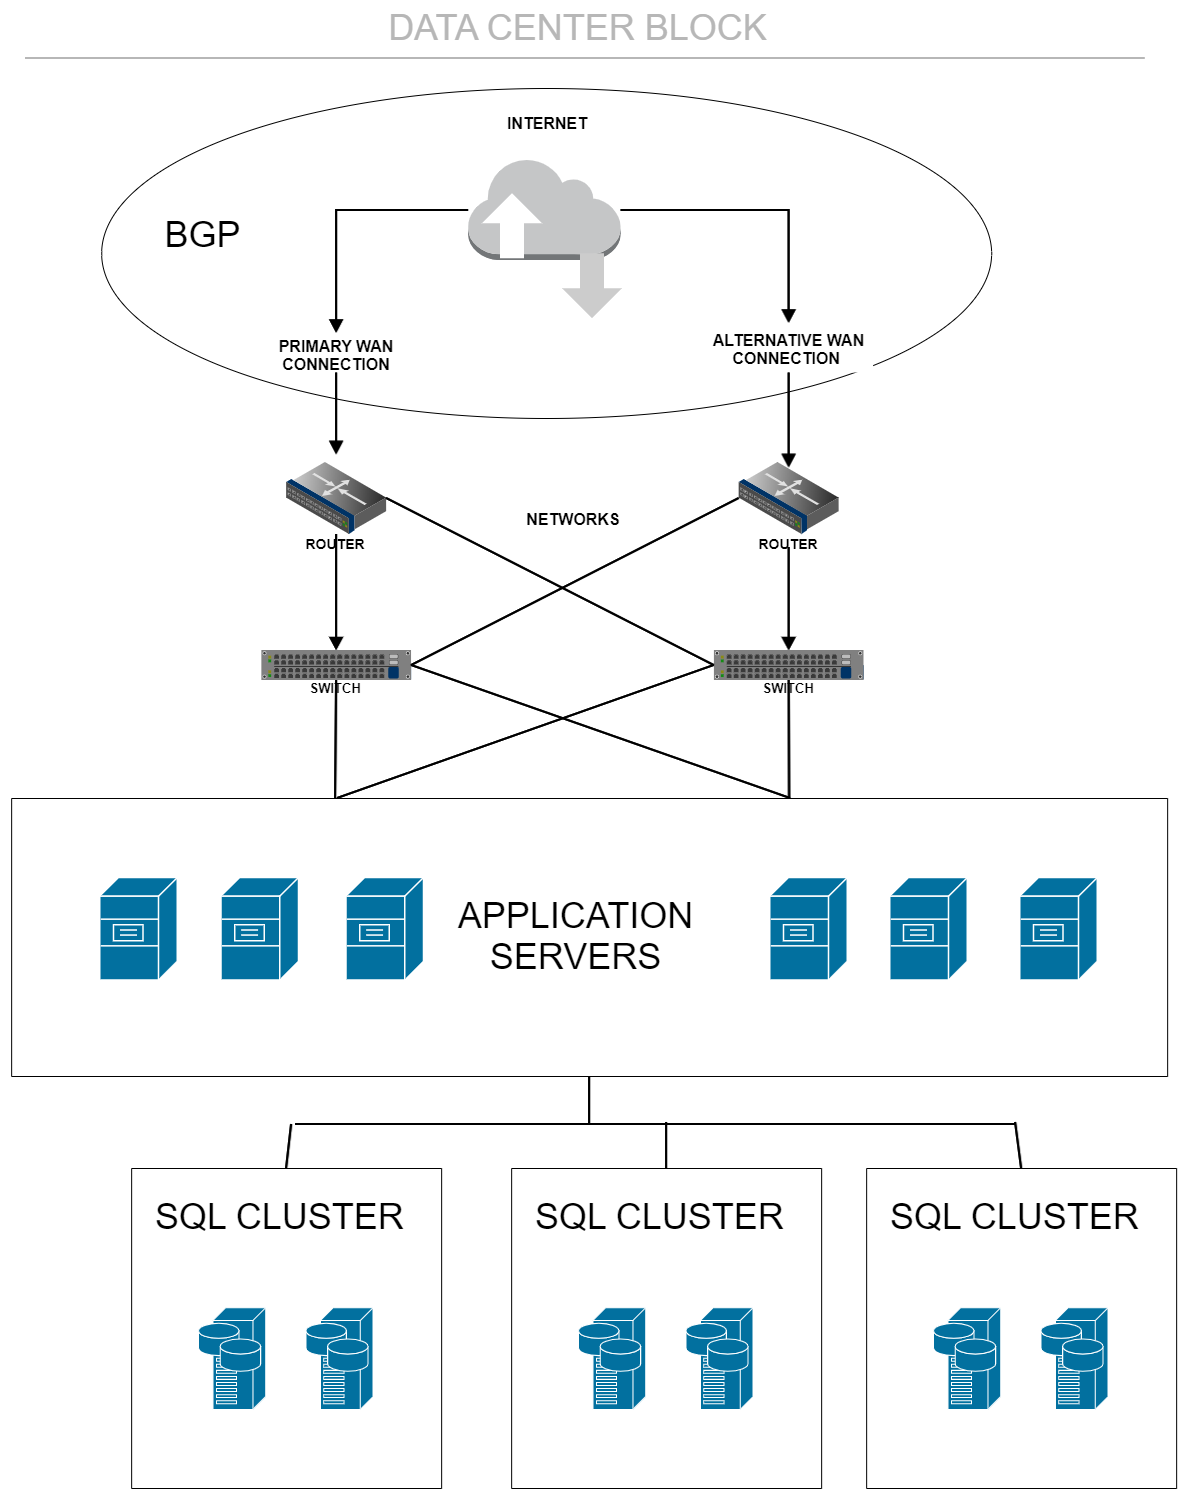 DATA CENTER BLOCK
INTERNET
BGP
PRIMARY WAN
CONNECTION
ALTERNATIVE WAN
CONNECTION
NETWORKS
ROUTER
ROUTER
SWITCH
SWITCH
APPLICATION
SERVERS
SQL CLUSTER
SQL CLUSTER
SQL CLUSTER